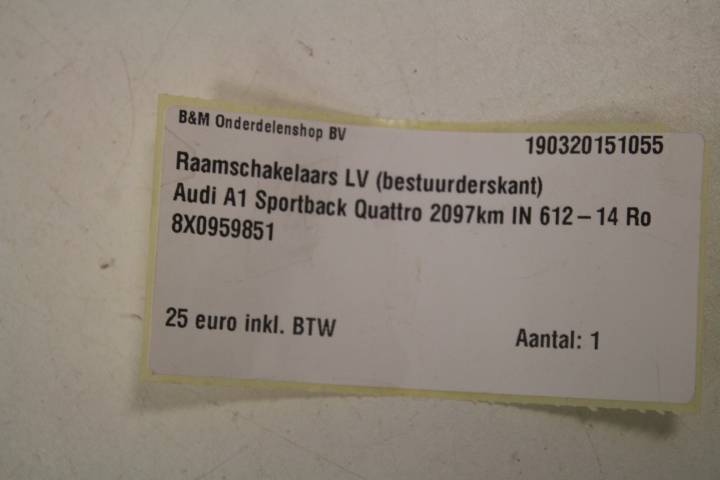 B&M Onderdelenshop BV
190320151055
Raamschakelaars LV (bestuurderskant)
Audi A1 Sportback Quattro 2097km IN 612-14 Ro
8X0959851
25 euro inkl. BTW
Aantal: 1